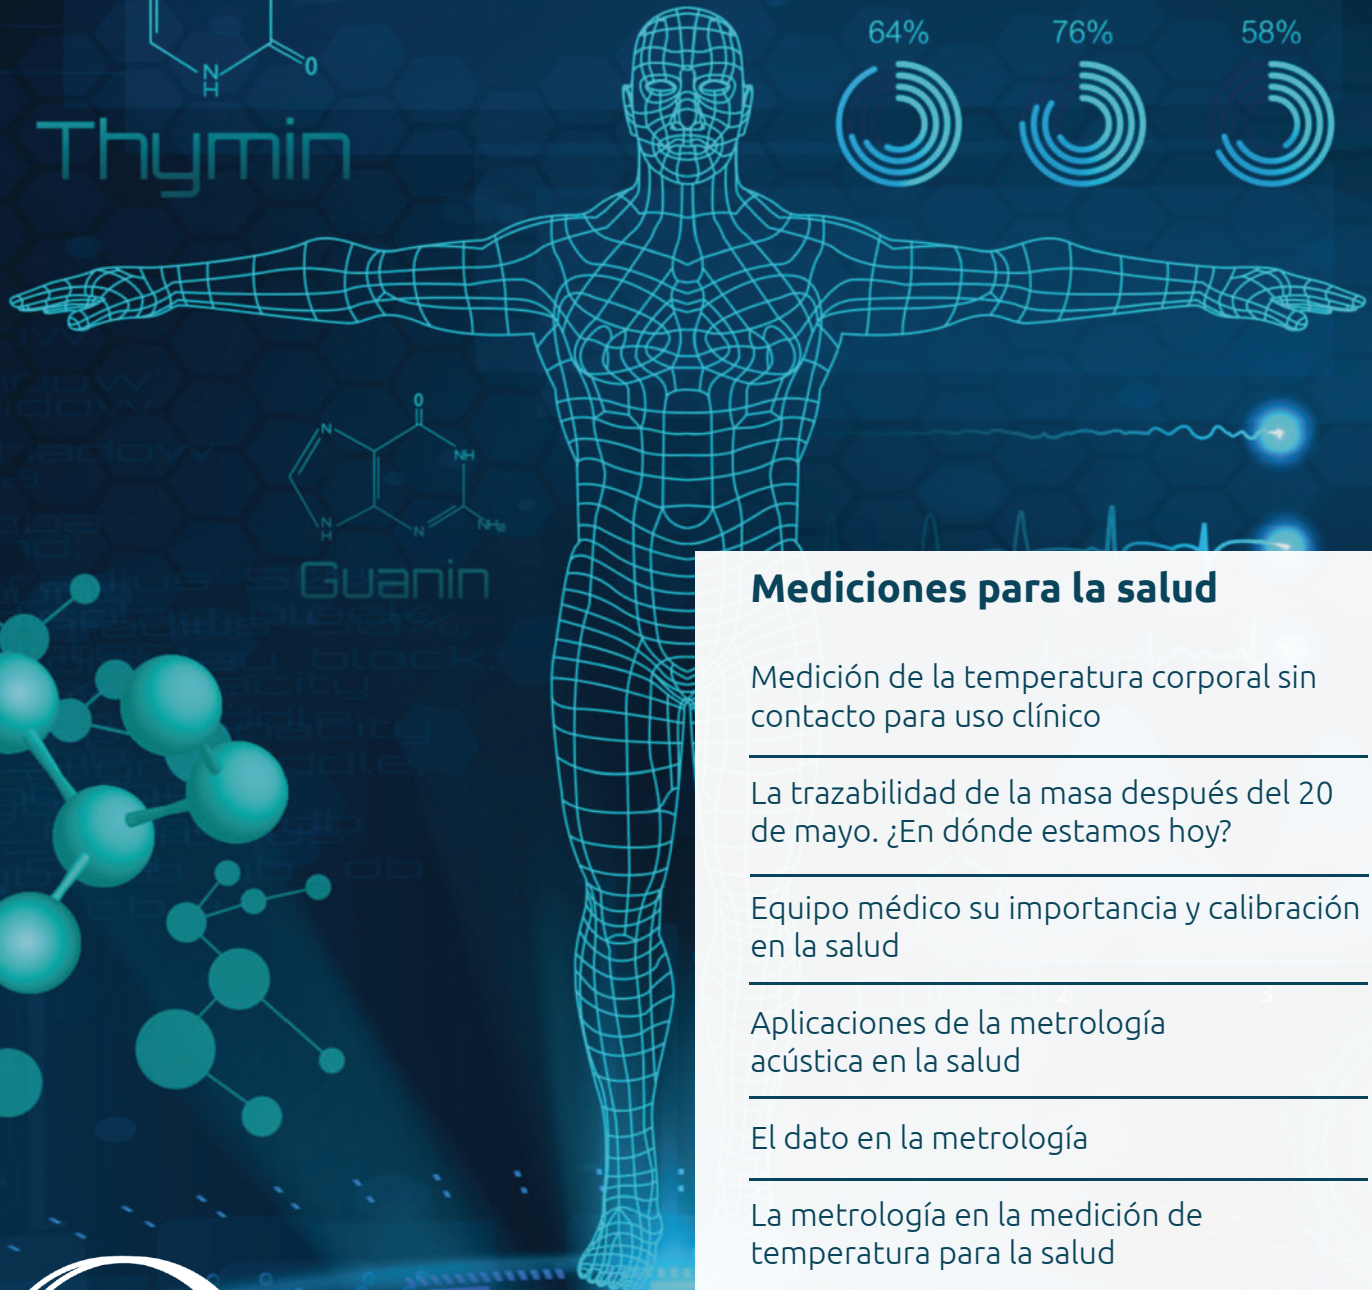 64% 76% 58%
N
H
O
Thymin
O
N
NH
N
H
N
NH₂
Guanin
Mediciones para la salud
Medición de la temperatura corporal sin
contacto para uso clínico
La trazabilidad de la masa después del 20
de mayo. ¿En dónde estamos hoy?
Equipo médico su importancia y calibración
en la salud
Aplicaciones de la metrología
acústica en la salud
El dato en la metrología
La metrología en la medición de
temperatura para la salud